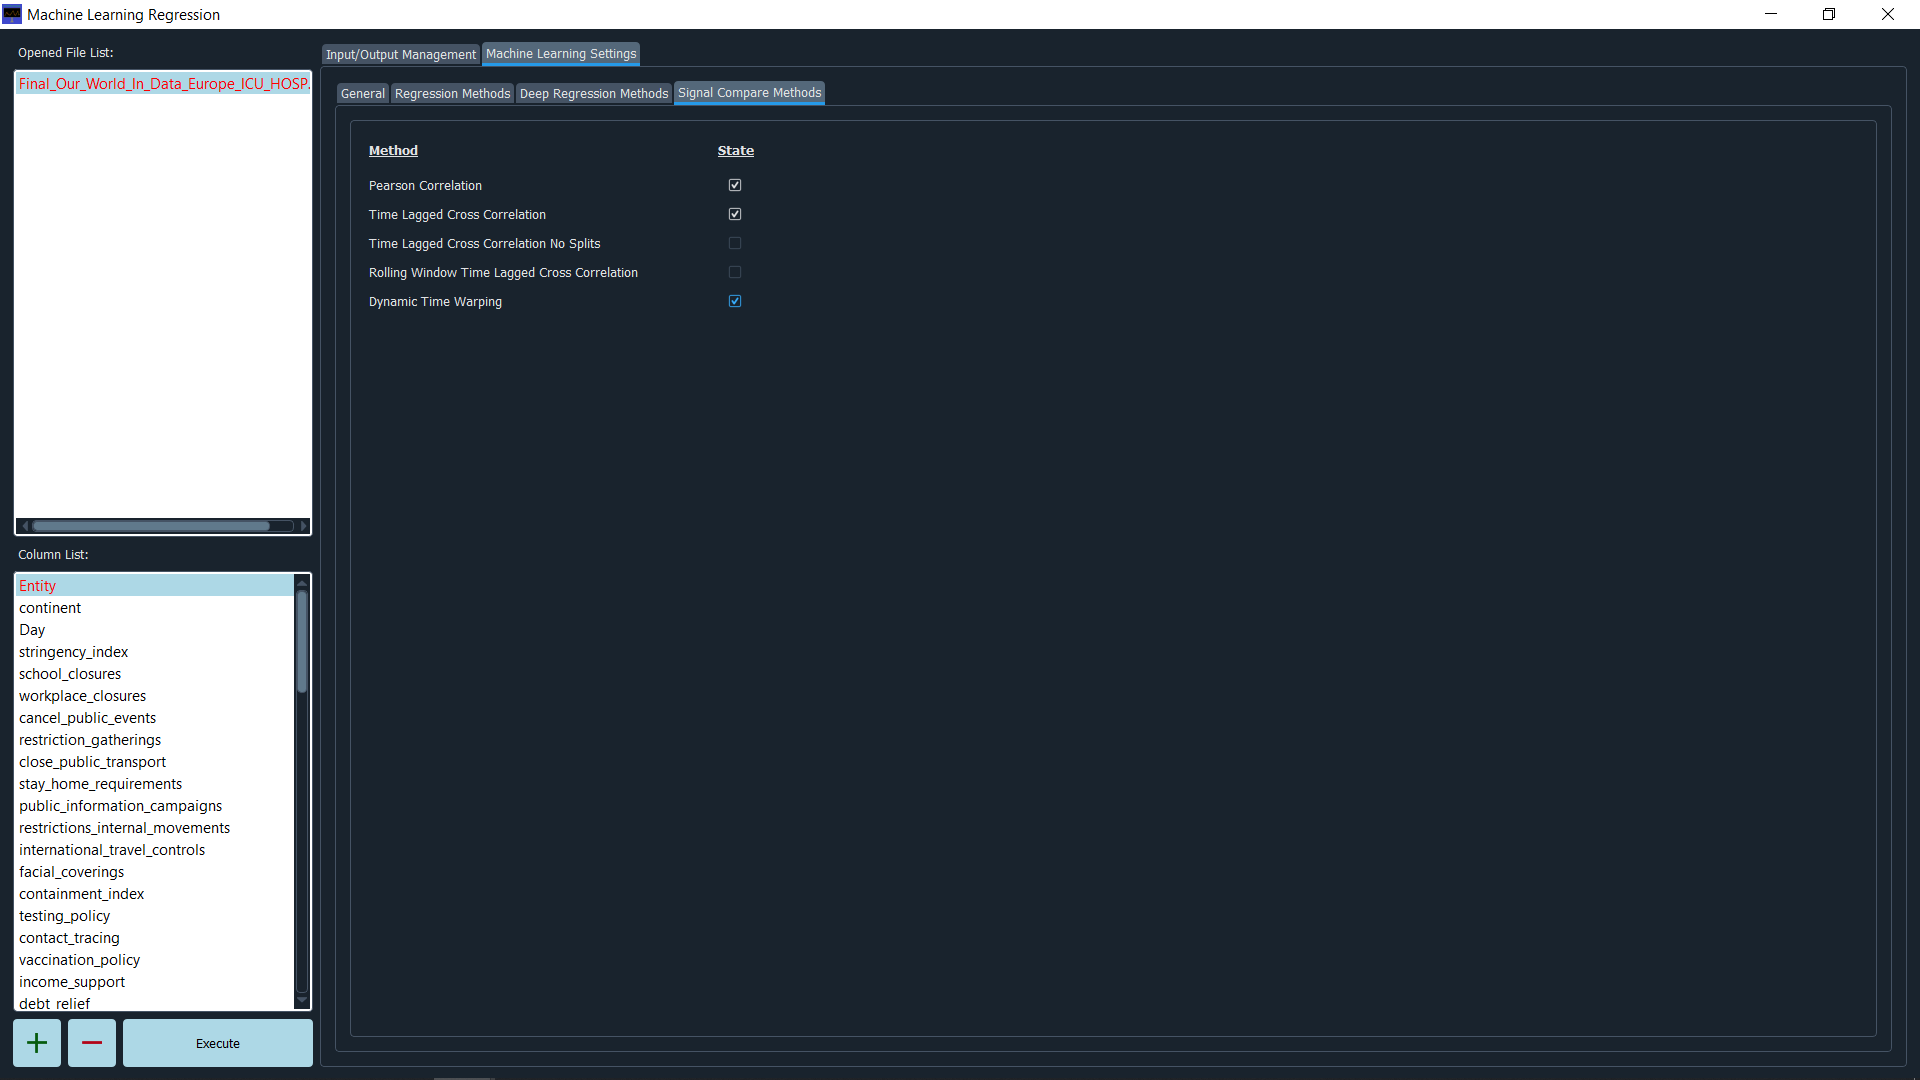 Machine Learning Regression
Opened File List:
Final_Our_World_In_Data_Europe_ICU_HOSP.
Column List:
Entity
continent
Day
stringency_index
school_closures
workplace_closures
cancel_public_events
restriction_gatherings
close_public_transport
stay_home_requirements
public_information_campaigns
restrictions_internal_movements
international_travel_controls
facial_coverings
containment_index
testing_policy
contact_tracing
vaccination_policy
income_support
debt_relief
Execute
Input/Output Management Machine Learning Settings
General Regression Methods Deep Regression Methods Signal Compare Methods
Method State
Pearson Correlation
Time Lagged Cross Correlation
Time Lagged Cross Correlation No Splits
Rolling Window Time Lagged Cross Correlation
Dynamic Time Warping